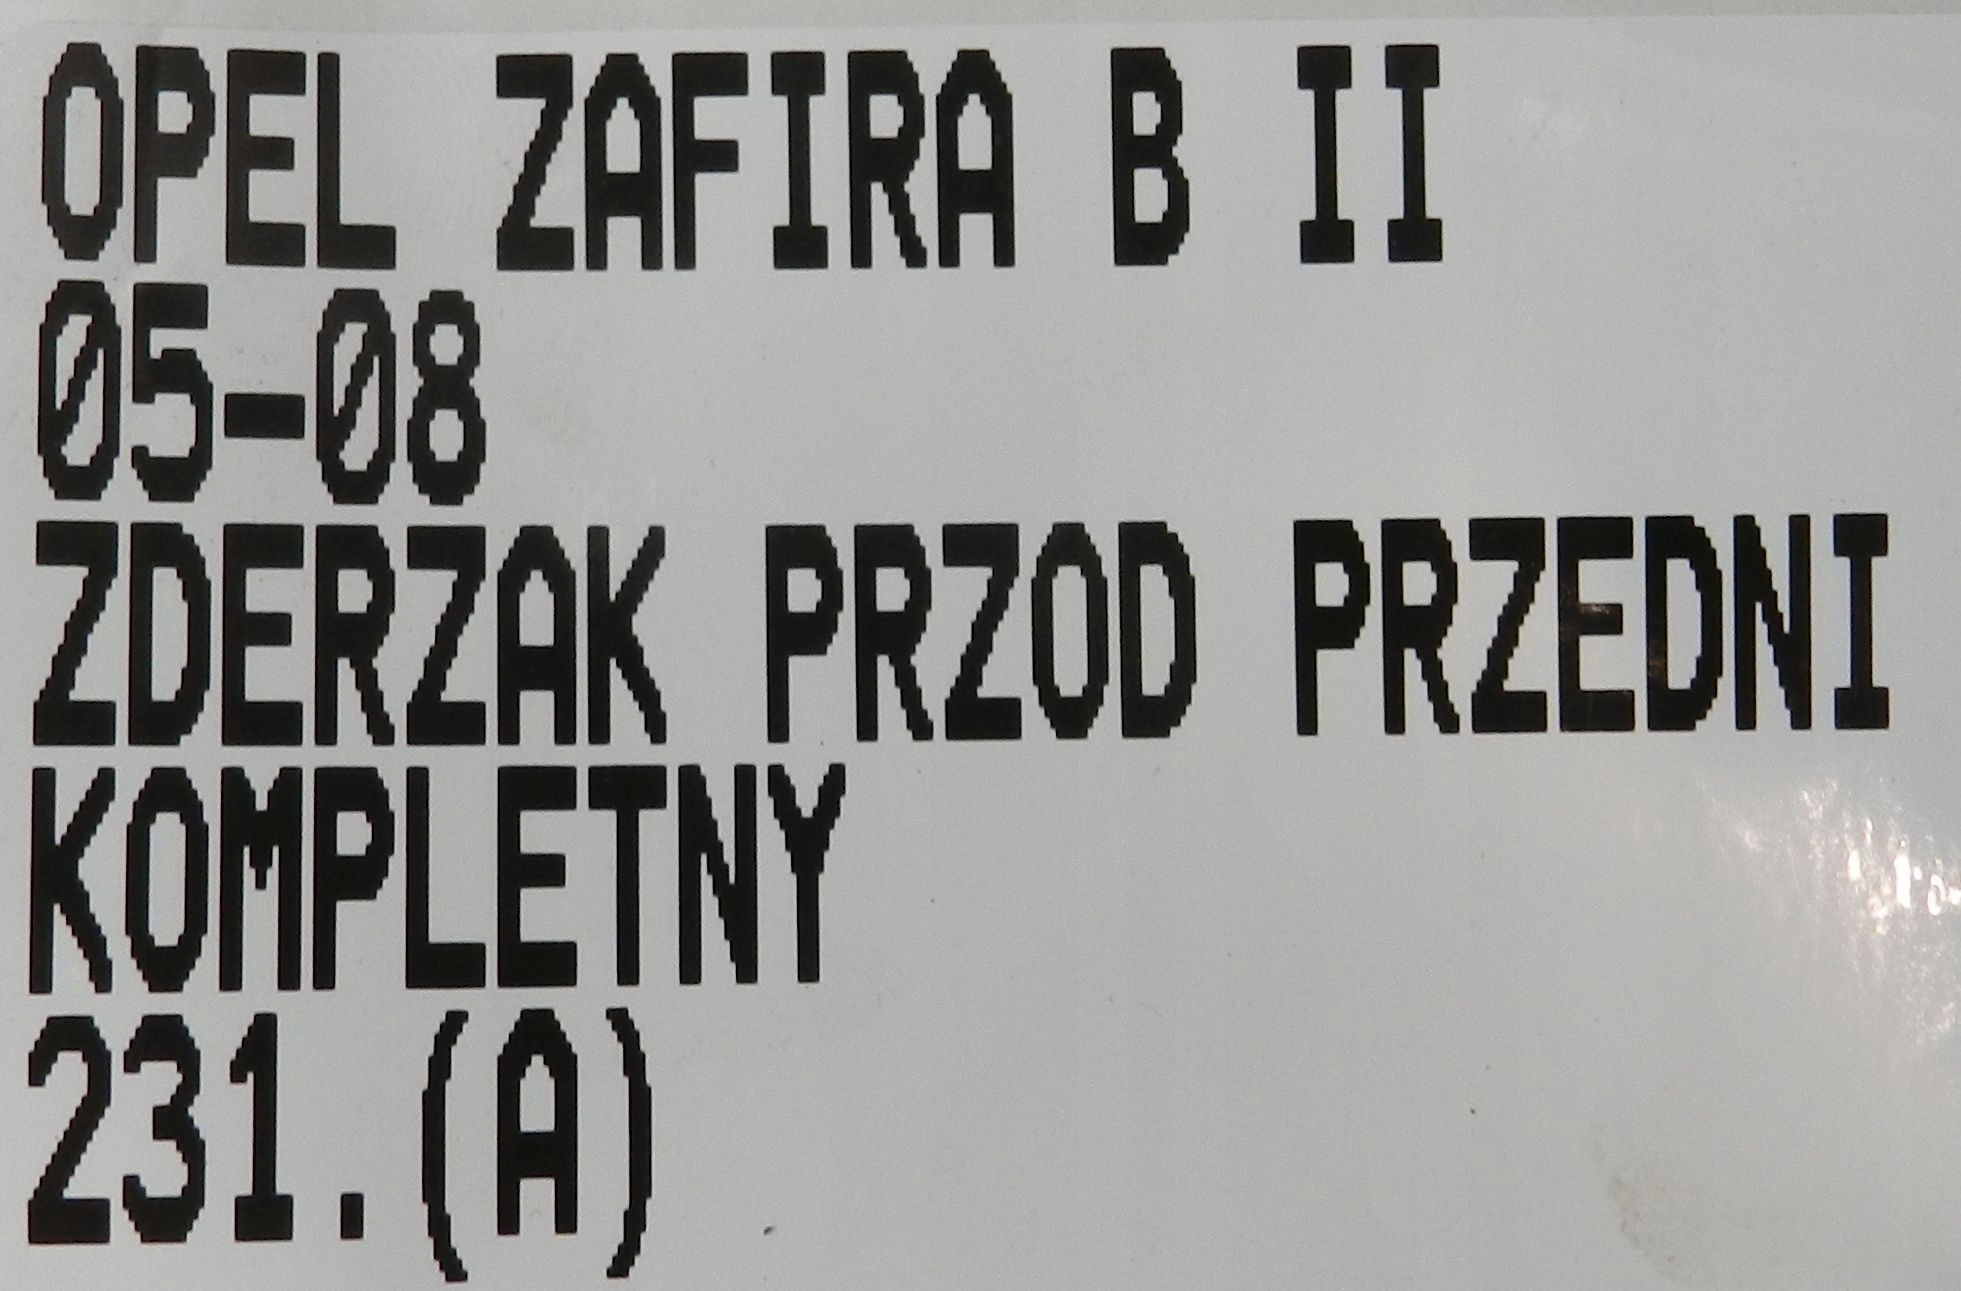 OPEL ZAFIRA B II
05-08
ZDERZAK PRZOD PRZEDNI
KOMPLETNY
231.(A)